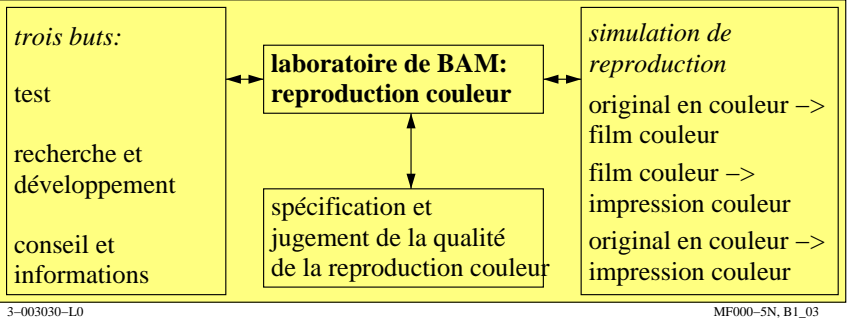 trois buts:
test
recherche et
développement
conseil et
informations
laboratoire de BAM:
reproduction couleur
spécification et
jugement de la qualité
de la reproduction couleur
simulation de
reproduction
original en couleur −>
film couleur
film couleur −>
impression couleur
original en couleur −>
impression couleur
3−003030−L0
MF000−5N, B1_03